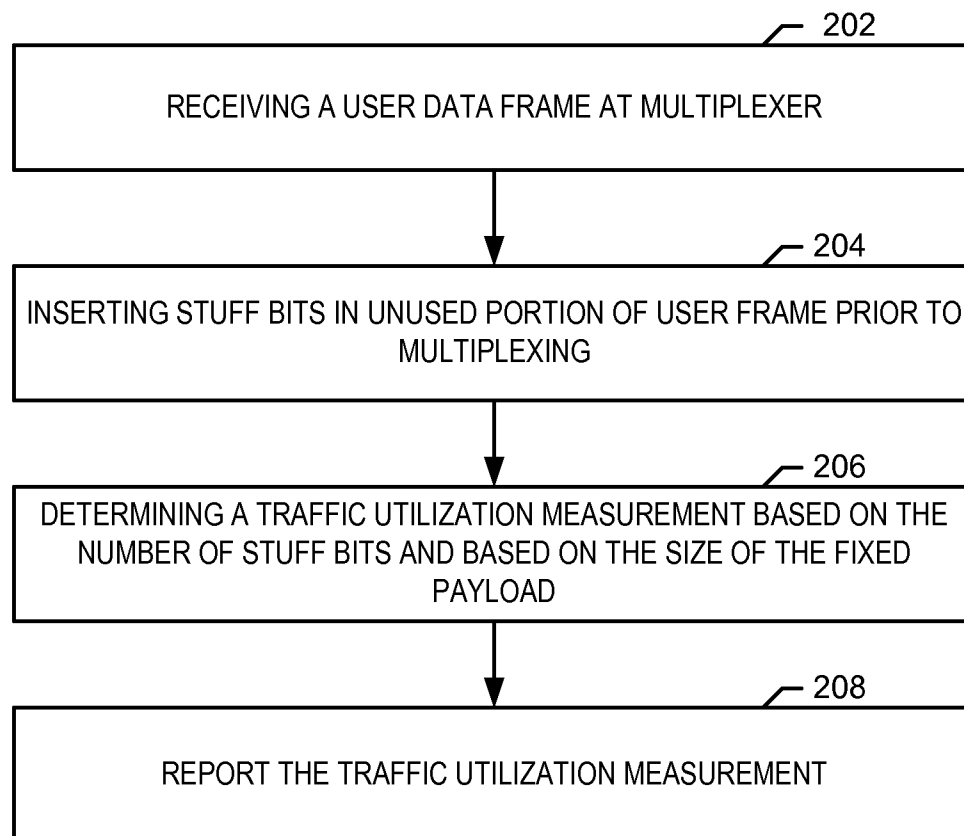 202
RECEIVING A USER DATA FRAME AT MULTIPLEXER
204
INSERTING STUFF BITS IN UNUSED PORTION OF USER FRAME PRIOR TO
MULTIPLEXING
206
DETERMINING A TRAFFIC UTILIZATION MEASUREMENT BASED ON THE
NUMBER OF STUFF BITS AND BASED ON THE SIZE OF THE FIXED
PAYLOAD
208
REPORT THE TRAFFIC UTILIZATION MEASUREMENT